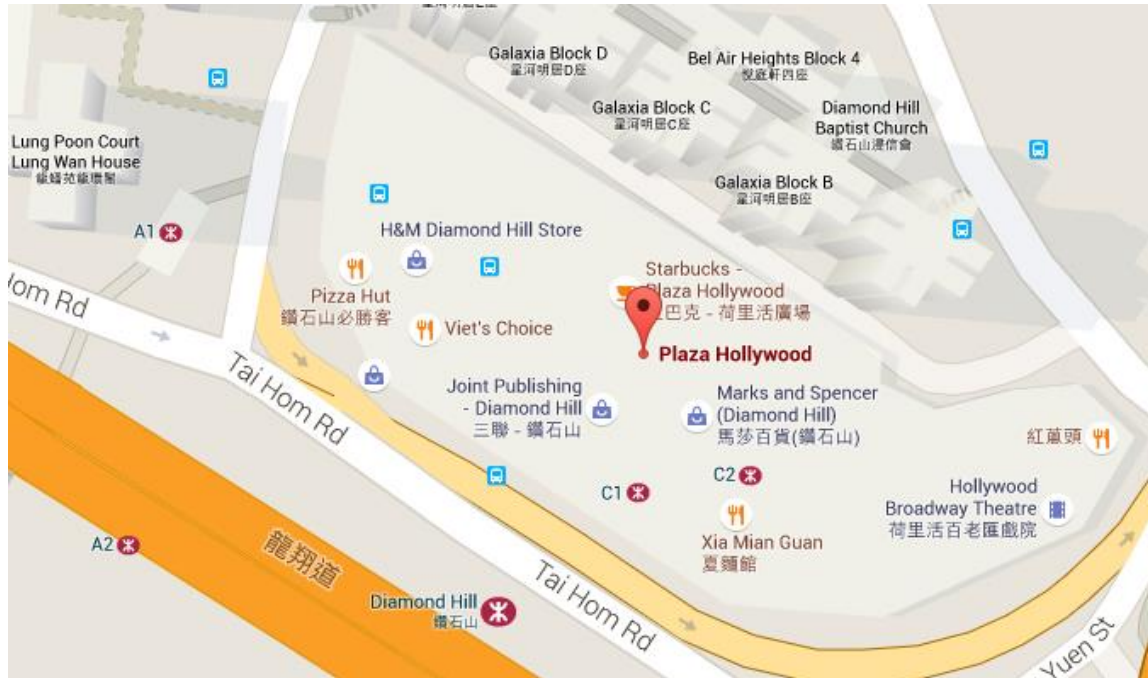 Galaxia Block D
星河明居D座
Bel Air Heights Block 4
悅庭軒四座
Galaxia Block C
星河明居C座
Diamond Hill
Baptist Church
鑽石山浸信會
Lung Poon Court
Lung Wan House
龍蟠苑龍環閣
Galaxia Block B
星河明居B座
A1
H&M Diamond Hill Store
Starbucks -
Plaza Hollywood
巴克 - 荷里活廣場
Pizza Hut
鑽石山必勝客
Viet's Choice
Plaza Hollywood
Hom Rd
Tai Hom Rd
Joint Publishing
- Diamond Hill
三聯 - 鑽石山
Marks and Spencer
(Diamond Hill)
馬莎百貨(鑽石山)
紅蔥頭
C1
C2
Hollywood
Broadway Theatre
荷里活百老匯戲院
Xia Mian Guan
夏麵館
A2
龍翔道
Diamond Hill
鑽石山
Tai Hom Rd
Yuen St